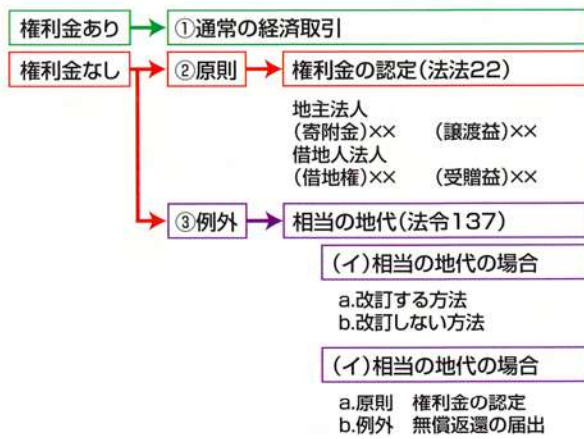 権利金あり ①通常の経済取引
権利金なし ②原則 権利金の認定(法法22)
地主法人
(寄附金)×× (譲渡益)××
借地人法人
(借地権)×× (受贈益)××
③例外 相当の地代(法令137)
(イ)相当の地代の場合
a.改訂する方法
b.改訂しない方法
(イ)相当の地代の場合
a.原則 権利金の認定
b.例外 無償返還の届出